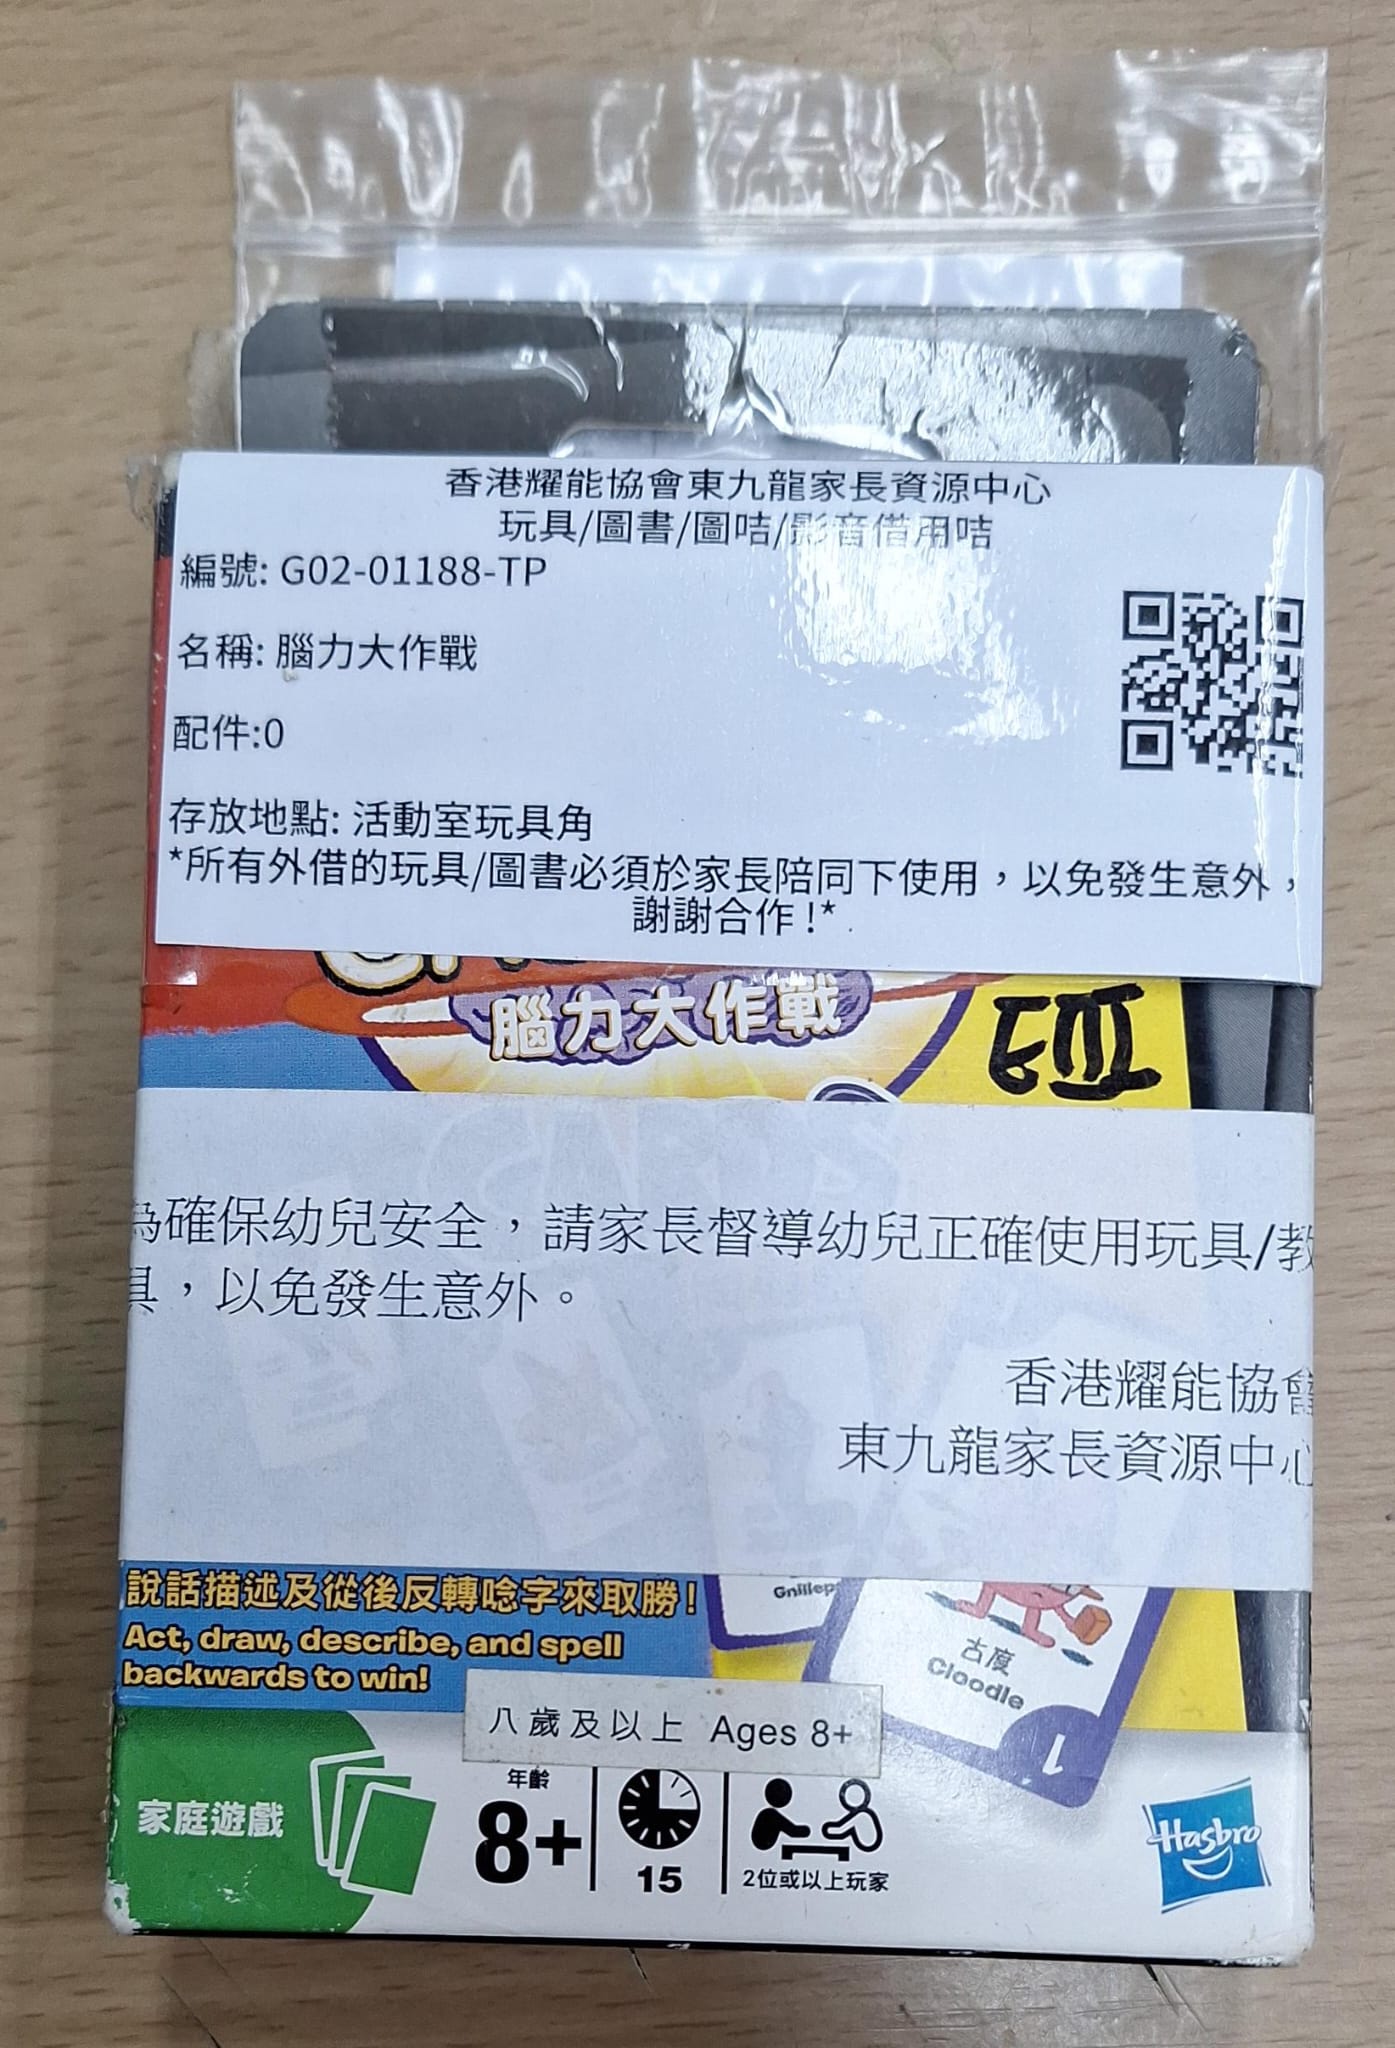 香港耀能協會東九龍家長資源中心
玩具/圖書/圖咭/影音借用咭
編號: G02-01188-TP
名稱: 腦力大作戰
配件:0
存放地點: 活動室玩具角
*所有外借的玩具/圖書必須於家長陪同下使用，以免發生意外，
謝謝合作!*
腦力大作戰
CARDS
為確保幼兒安全，請家長督導幼兒正確使用玩具/教
具，以免發生意外。
香港耀能協會
東九龍家長資源中心
說話描述及從後反轉唸字來取勝!
Act, draw, describe, and spell
backwards to win!
古度
Cloodle
1
八歲及以上 Ages 8+
家庭遊戲
年齡
8+
15
2位或以上玩家
Hasbro